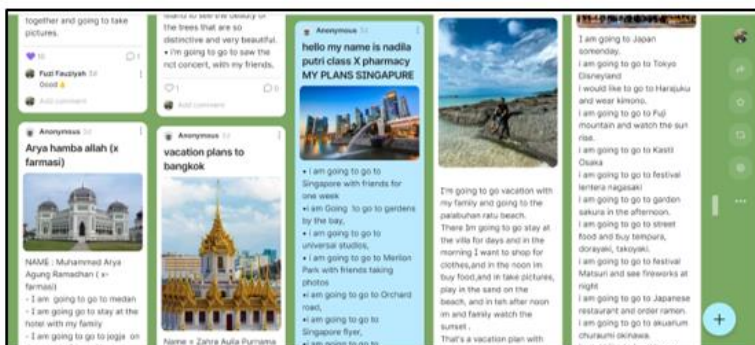 together and going to take
pictures.
10
1
Fuzi Fauziyah 3d
Good
Add comment
Anonymous 3d
Arya hamba allah (x
farmasi)
NAME : Muhammed Arya
Agung Ramadhan ( x-
farmasi)
- I am going to go to medan
- I am going go to stay at the
hotel with my family
- I am going to go to jogja on
island to see the beauty of
the trees that are so
distinctive and very beautiful.
• I'm going to go to saw the
nct concert, with my friends.
1
0
Add comment
Anonymous 3d
vacation plans to
bangkok
Name = Zahra Aulia Purnama
Anonymous 3d
hello my name is nadila
putri class X pharmacy
MY PLANS SINGAPURE
• i am going to go to
Singapore with friends for
one week
•i am Going to go to gardens
by the bay,
• i am going to go to
universal studios,
• i am going to go to Merlion
Park with friends taking
photos
•i am going to go to Orchard
road,
•i am going to go to
Singapore flyer,
•i am going to go to
I'm going to go vacation with
my family and going to the
palabuhan ratu beach.
There Im going to go stay at
the villa for days and in the
morning I want to shop for
clothes,and in the noon im
buy food,and in take pictures,
play in the sand on the
beach, and in teh after noon
im and family watch the
sunset .
That's a vacation plan with
I am going to Japan
somenday.
i am going to go to Tokyo
Disneyland
i would like to go to Harajuku
and wear kimono.
i am going to go to Fuji
mountain and watch the sun
rise.
i am going to go to Kastil
Osaka
i am going to go to festival
lentera nagasaki
i am going to go to garden
sakura in the afternoon.
i am going to go to street
food and buy tempura,
dorayaki, takoyaki.
i am going to go to festival
Matsuri and see fireworks at
night
i am going to go to Japanese
restaurant and order ramen.
i am going to go to akuarium
churaumi okinawa.